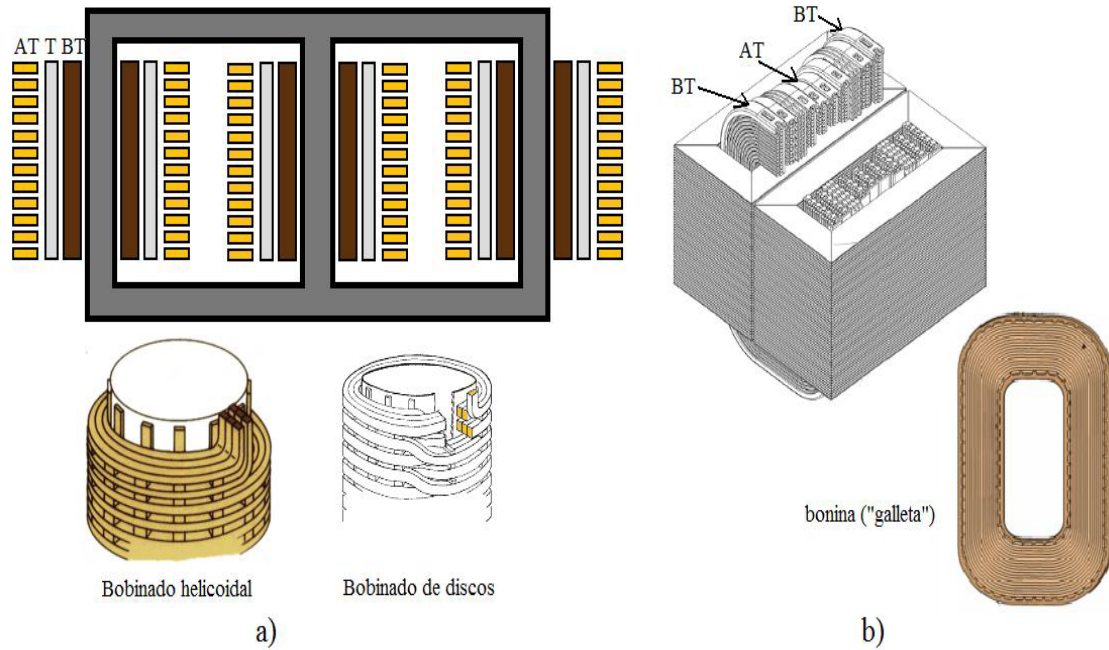 AT T BT
Bobinado helicoidal
Bobinado de discos
a)
BT
AT
BT
bonina ("galleta")
b)